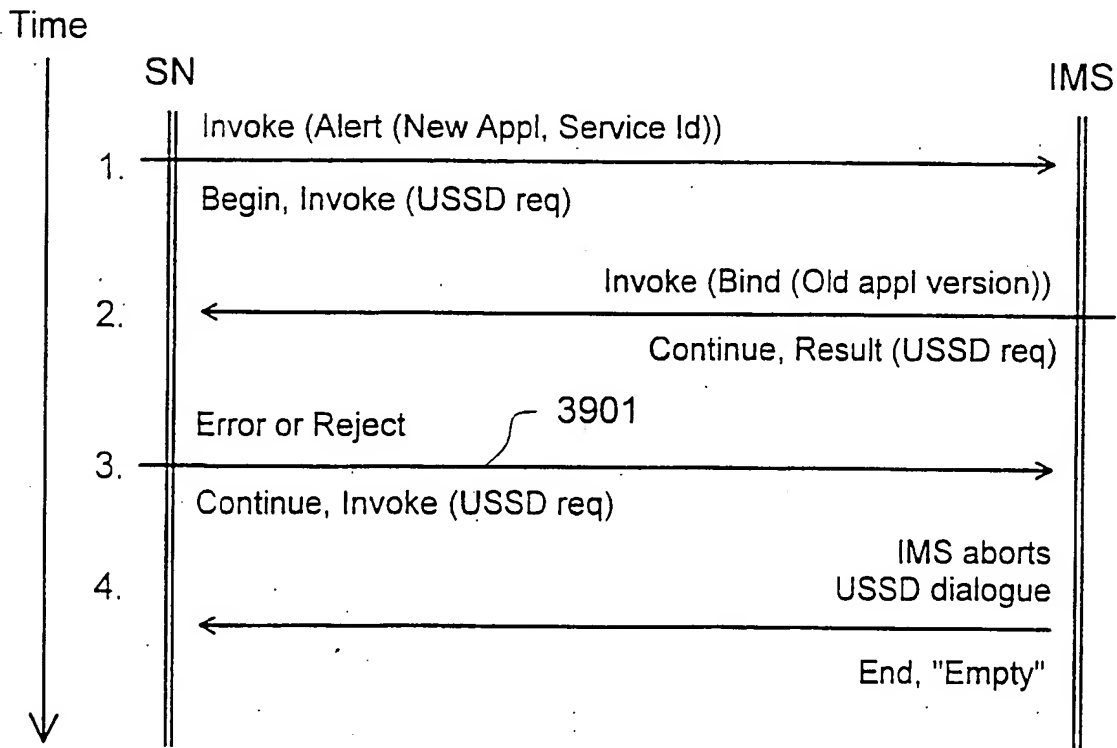 Time
SN
IMS
Invoke (Alert (New Appl, Service Id))
1.
Begin, Invoke (USSD req)
Invoke (Bind (Old appl version))
2.
Continue, Result (USSD req)
Error or Reject
3901
3.
Continue, Invoke (USSD req)
IMS aborts
4.
USSD dialogue
End, "Empty"